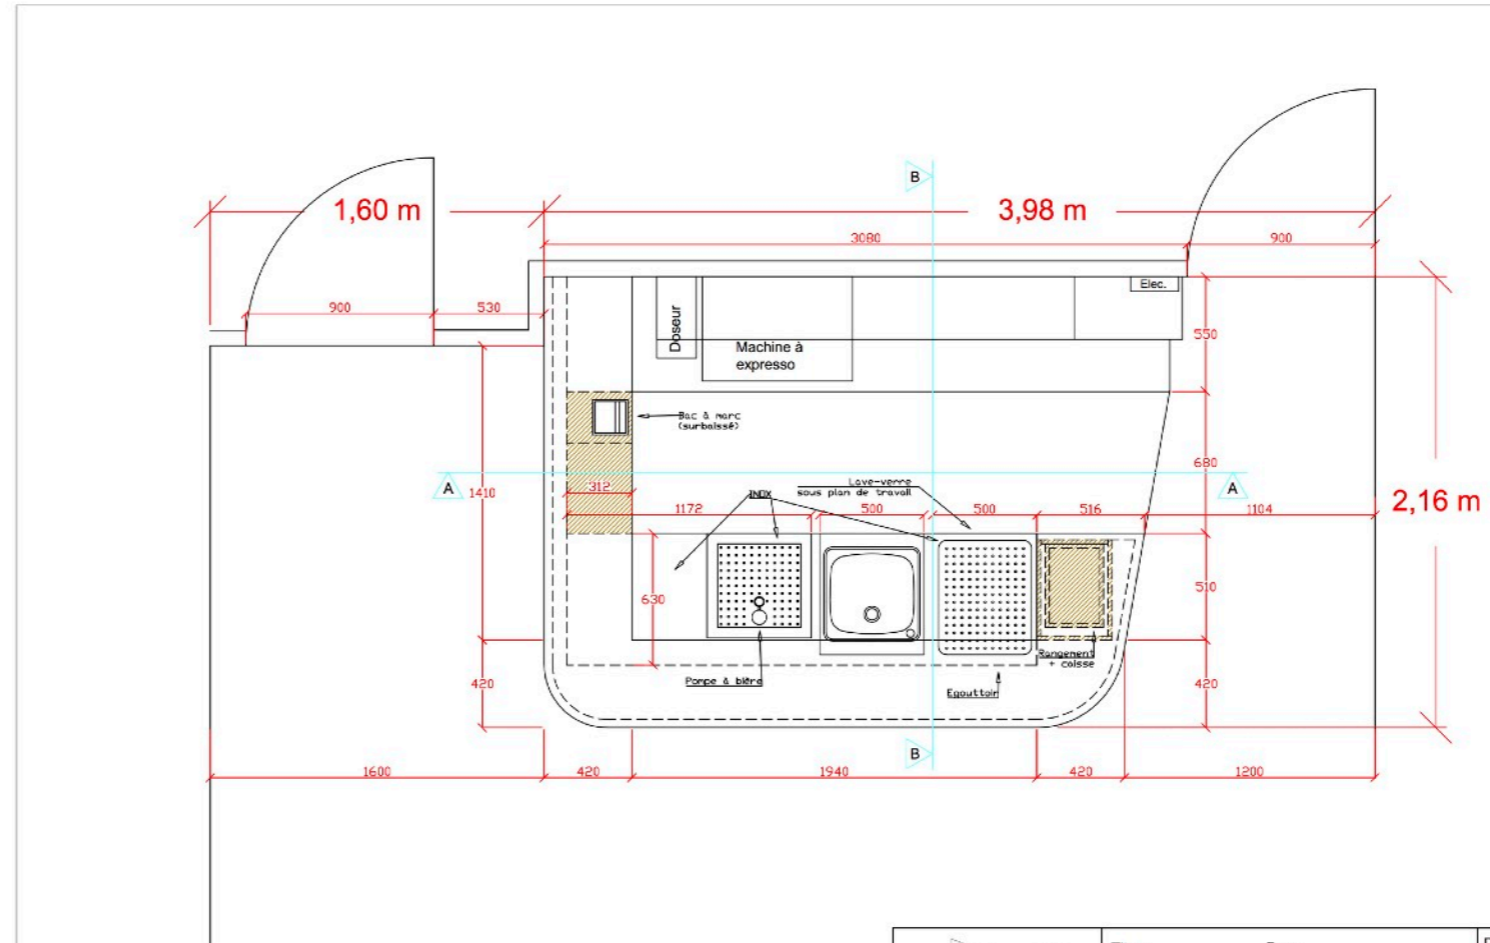 B
1,60 m
3,98 m
3080
900
Elec.
900
530
Doseur
550
Machine à
expresso
Bac à marc
(surbaissé)
680
Lave-verre
sous plan de travail
A
A
1410
312
INOX
2,16 m
1172
500
500
516
1104
630
510
Rangement
+ caisse
420
Pompe à bière
Egouttoir
420
B
1600
420
1940
420
1200